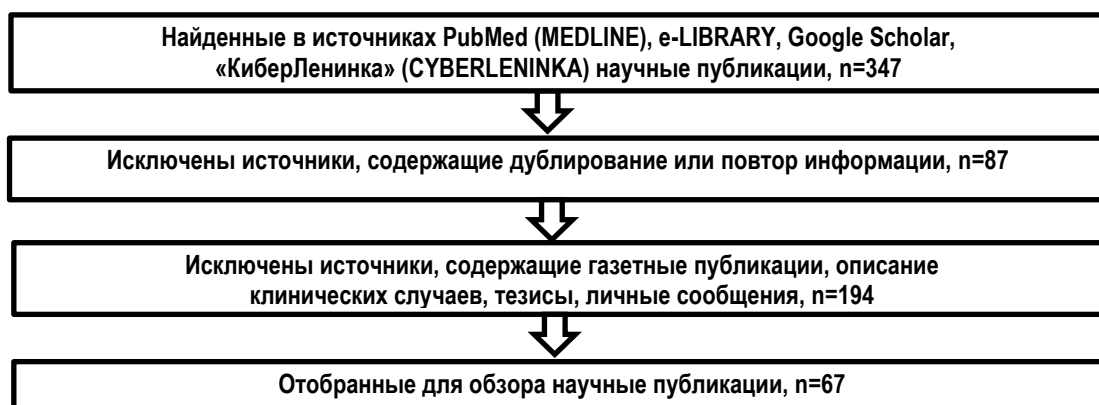 Найденные в источниках PubMed (MEDLINE), e-LIBRARY, Google Scholar,
«КиберЛенинка» (CYBERLENINKA) научные публикации, n=347
Исключены источники, содержащие дублирование или повтор информации, n=87
Исключены источники, содержащие газетные публикации, описание
клинических случаев, тезисы, личные сообщения, n=194
Отобранные для обзора научные публикации, n=67